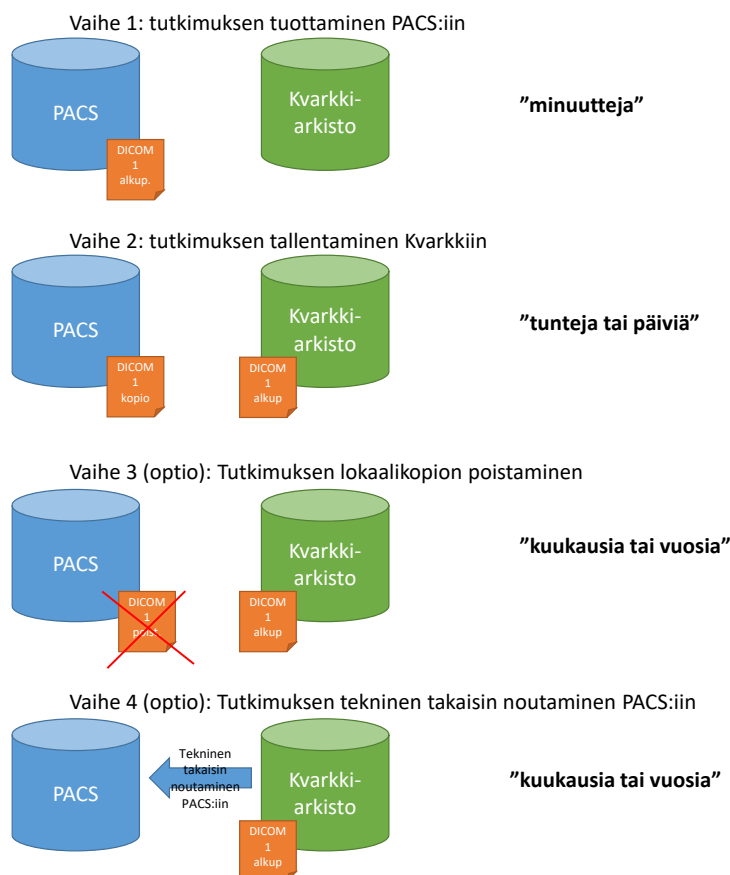 Vaihe 1: tutkimuksen tuottaminen PACS:iin
PACS
Kvarkki-
arkisto
”minuutteja”
DICOM
1
alkup.
Vaihe 2: tutkimuksen tallentaminen Kvarkkiin
PACS
Kvarkki-
arkisto
”tunteja tai päiviä”
DICOM
1
kopio
DICOM
1
alkup
Vaihe 3 (optio): Tutkimuksen lokaalikopion poistaminen
PACS
Kvarkki-
arkisto
”kuukausia tai vuosia”
DICOM
1
poist.
DICOM
1
alkup
Vaihe 4 (optio): Tutkimuksen tekninen takaisin noutaminen PACS:iin
PACS
Tekninen
takaisin
noutaminen
PACS:iin
Kvarkki-
arkisto
”kuukausia tai vuosia”
DICOM
1
alkup